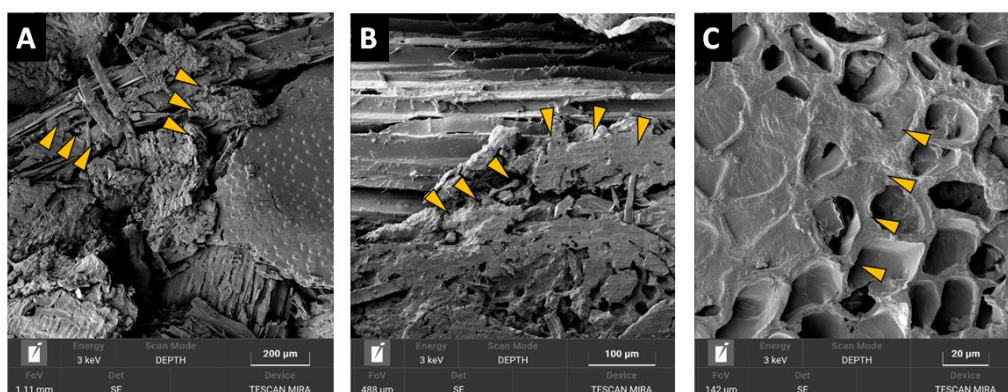 A
Energy Scan Mode
3 keV DEPTH 200 µm
FoV Det Device
1.11 mm SE TESCAN MIRA
B
Energy Scan Mode
3 keV DEPTH 100 µm
FoV Det Device
488 µm SE TESCAN MIRA
C
Energy Scan Mode
3 keV DEPTH 20 µm
FoV Det Device
142 µm SE TESCAN MIRA